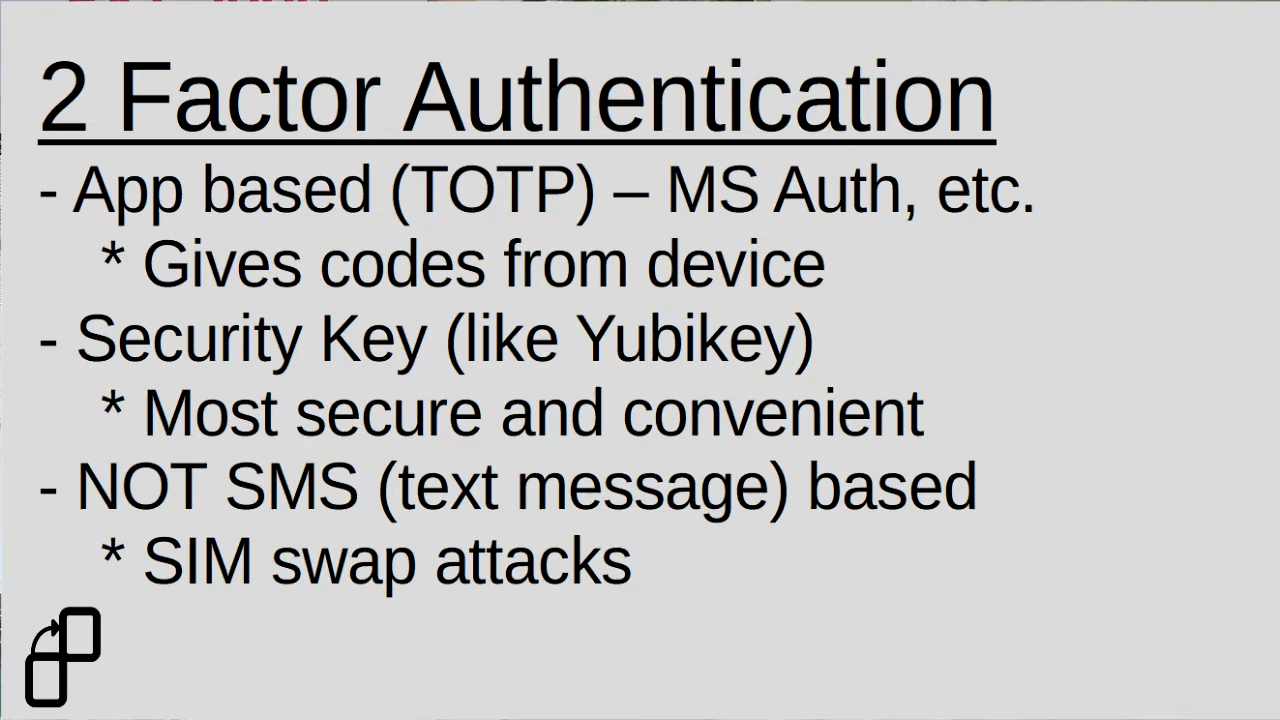 2 Factor Authentication
- App based (TOTP) – MS Auth, etc.
* Gives codes from device
- Security Key (like Yubikey)
* Most secure and convenient
- NOT SMS (text message) based
* SIM swap attacks